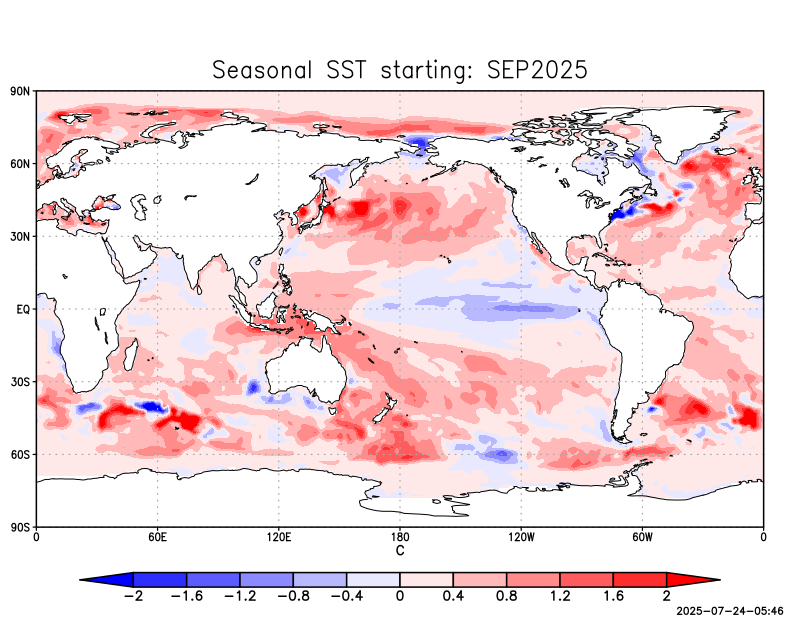 Seasonal SST starting: SEP2025
90N
60N
30N
EQ
30S
60S
90S
0 60E 120E 180 120W 60W 0
C
-2 -1.6 -1.2 -0.8 -0.4 0 0.4 0.8 1.2 1.6 2
2025-07-24-05:46